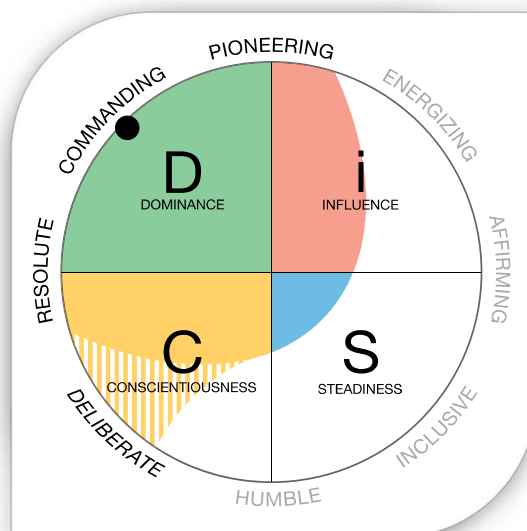 PIONEERING
COMMANDING
ENERGIZING
D
DOMINANCE
i
INFLUENCE
RESOLUTE
AFFIRMING
C
CONSCIENTIOUSNESS
S
STEADINESS
DELIBERATE
INCLUSIVE
HUMBLE